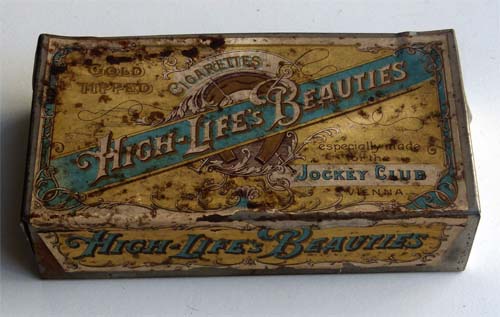 GOLD
TIPPED
CIGARETTES
HIGH-LIFE'S BEAUTIES
especially made
for the
JOCKEY CLUB
VIENNA
HIGH-LIFE'S BEAUTIES